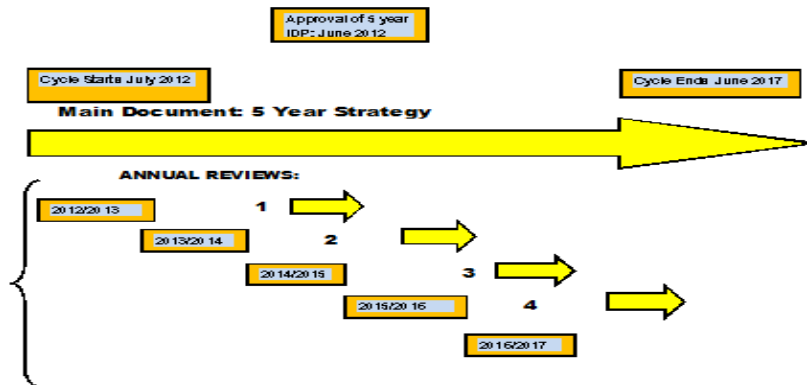 Approval of 5 year
IDP: June 2012
Cycle Starts July 2012
Cycle Ends June 2017
Main Document: 5 Year Strategy
ANNUAL REVIEWS:
2012/2013
1
2013/2014
2
2014/2015
3
2015/2016
4
2016/2017